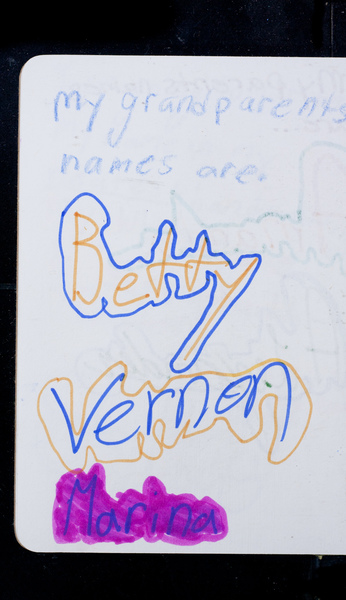 my grandparents
names are.
Betty
Vernon
Marina